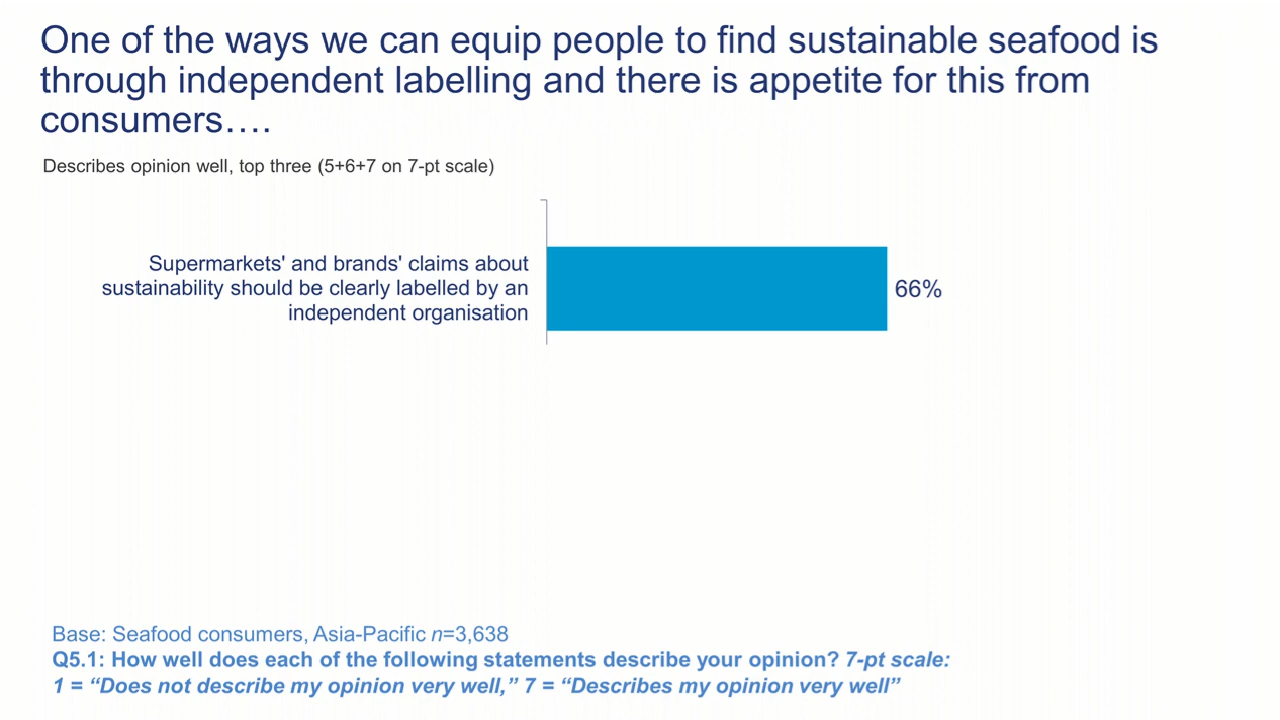 One of the ways we can equip people to find sustainable seafood is
through independent labelling and there is appetite for this from
consumers….
Describes opinion well, top three (5+6+7 on 7-pt scale)
Supermarkets' and brands' claims about
sustainability should be clearly labelled by an
independent organisation
66%
Base: Seafood consumers, Asia-Pacific n=3,638
Q5.1: How well does each of the following statements describe your opinion? 7-pt scale:
1 = “Does not describe my opinion very well,” 7 = “Describes my opinion very well”